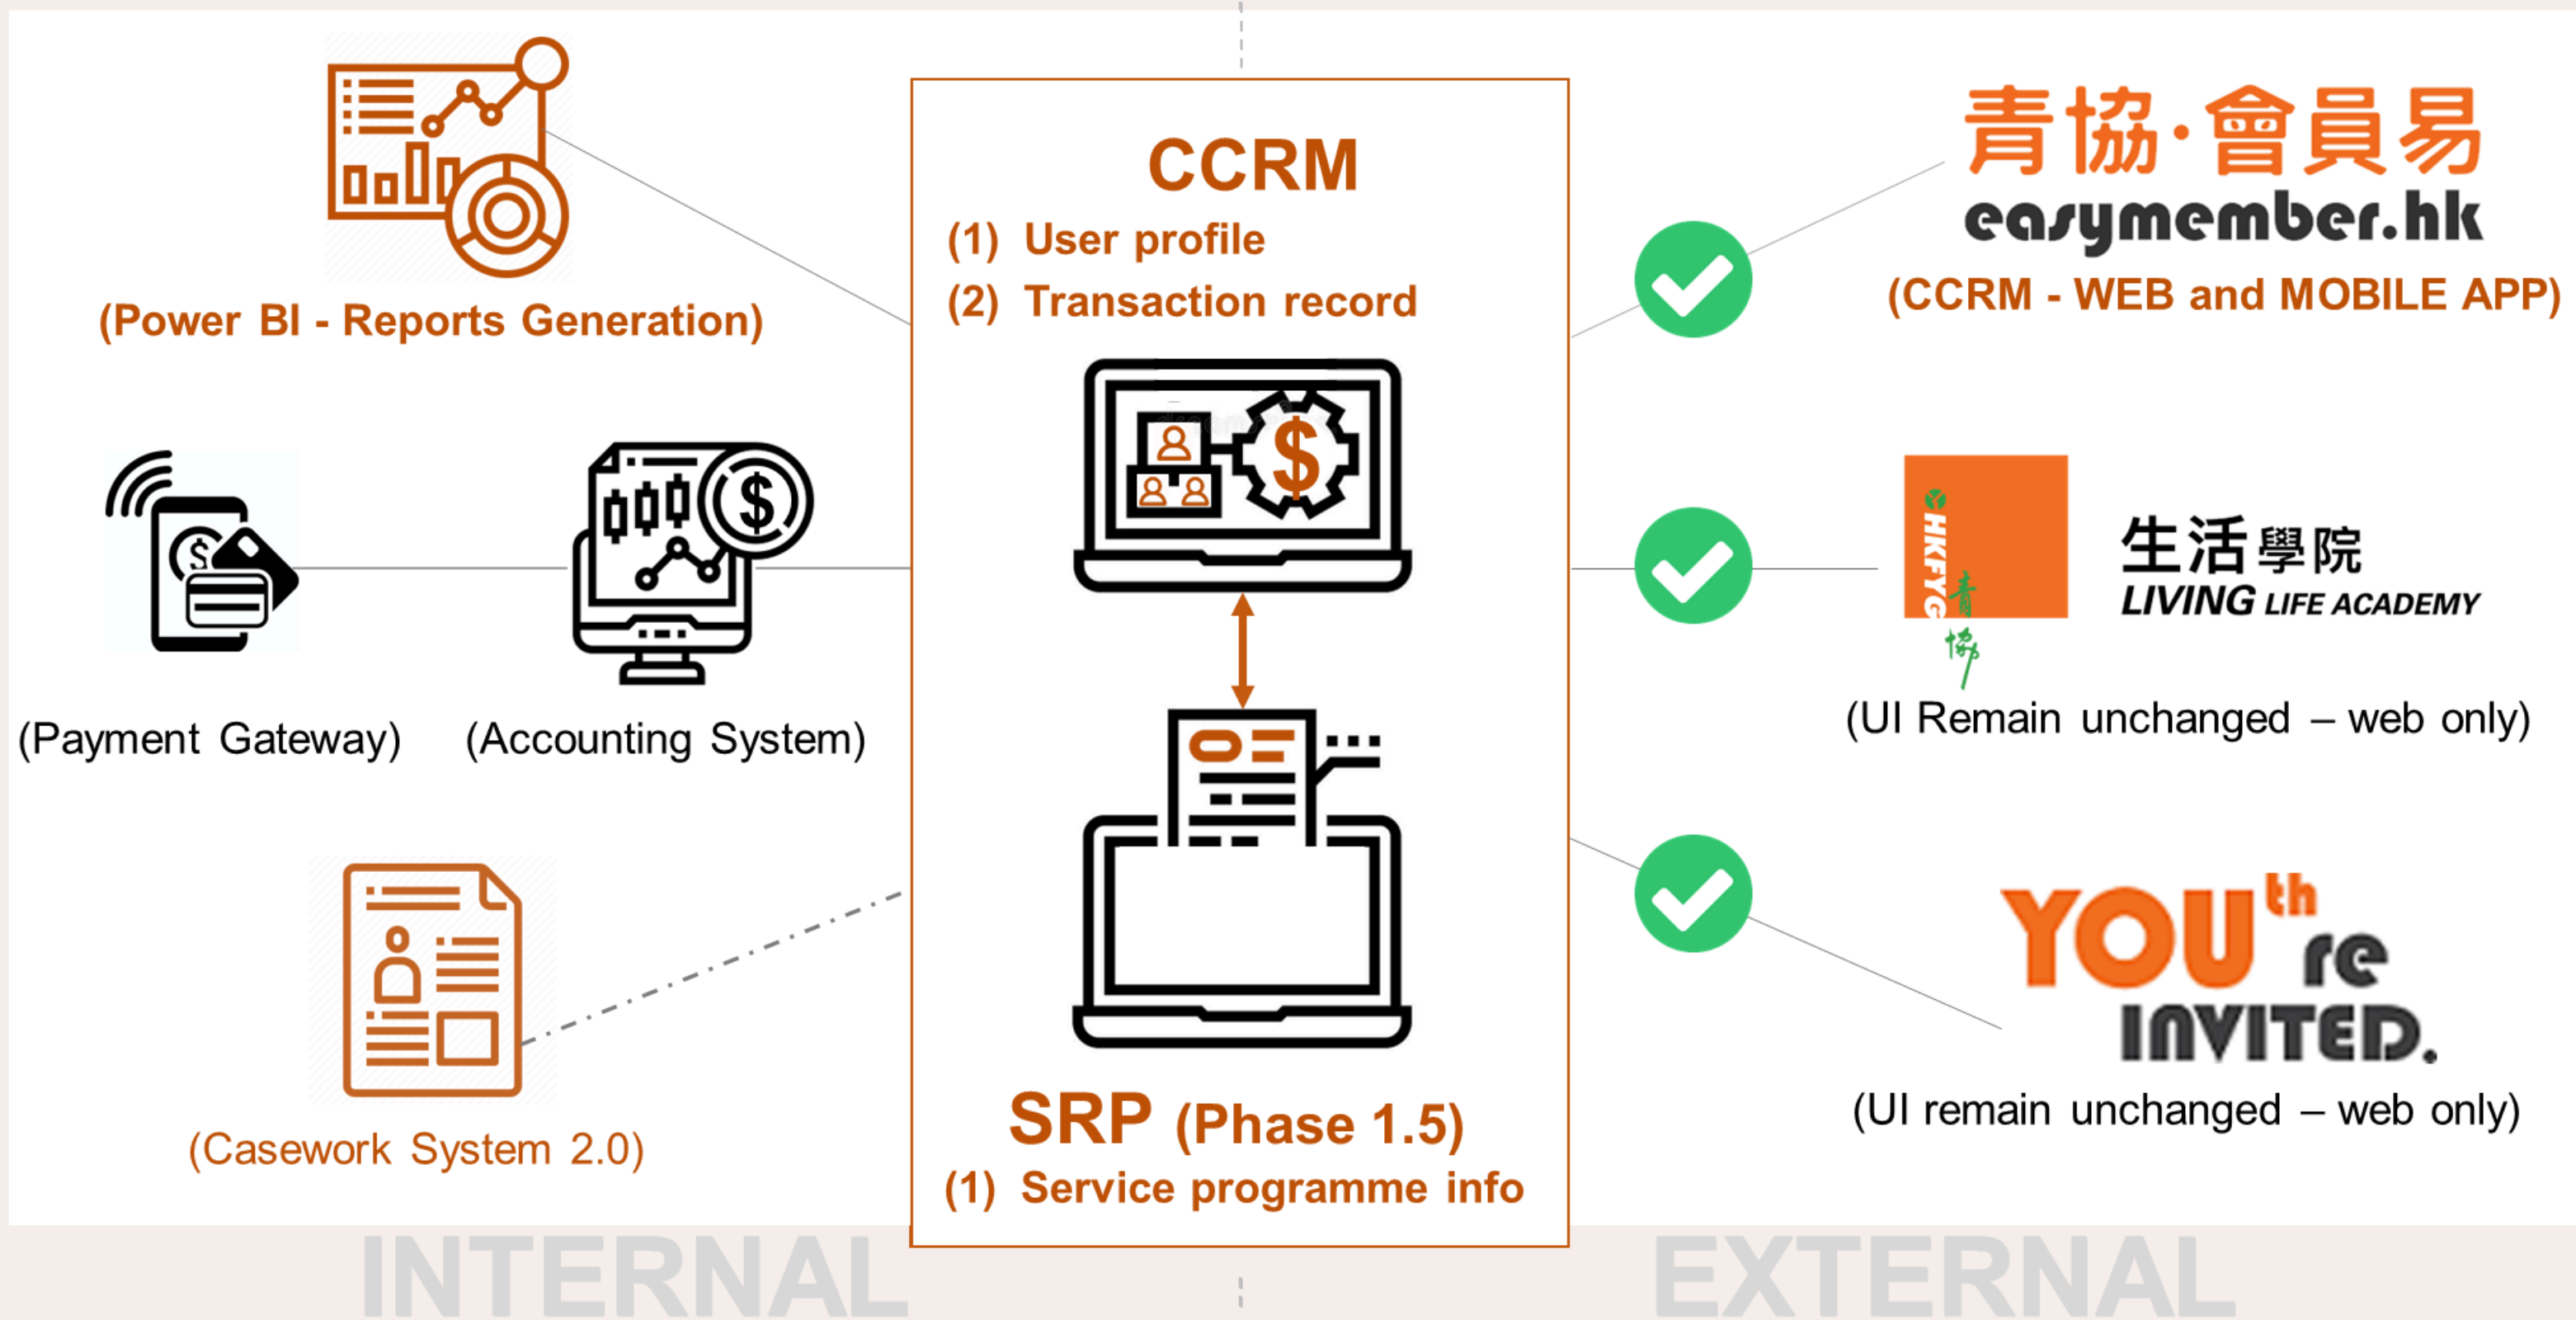 (Power BI - Reports Generation)
(Payment Gateway)
(Accounting System)
(Casework System 2.0)
INTERNAL
CCRM
(1) User profile
(2) Transaction record
SRP (Phase 1.5)
(1) Service programme info
青協·會員易
easymember.hk
(CCRM - WEB and MOBILE APP)
HKFYG
青協
生活學院
LIVING LIFE ACADEMY
(UI Remain unchanged – web only)
YOUth
re
INVITED.
(UI remain unchanged – web only)
EXTERNAL